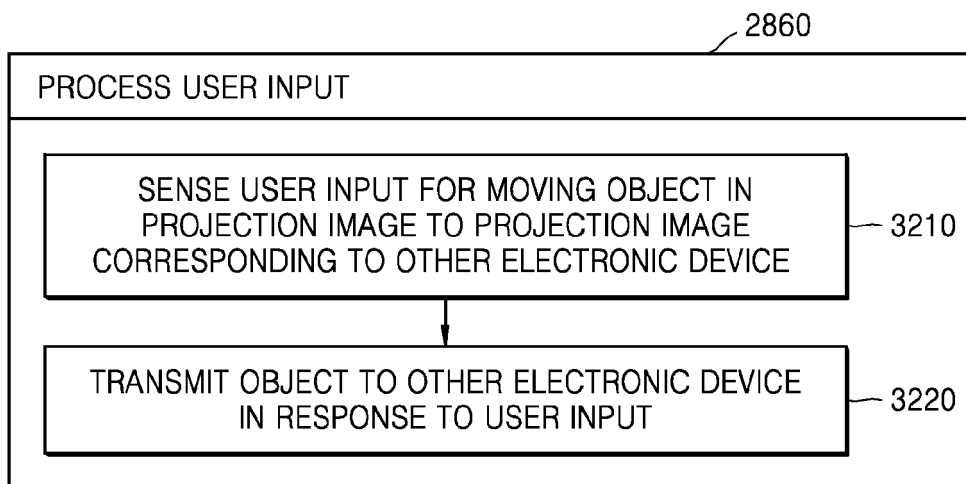 2860
PROCESS USER INPUT
SENSE USER INPUT FOR MOVING OBJECT IN
PROJECTION IMAGE TO PROJECTION IMAGE
CORRESPONDING TO OTHER ELECTRONIC DEVICE
3210
TRANSMIT OBJECT TO OTHER ELECTRONIC DEVICE
IN RESPONSE TO USER INPUT
3220